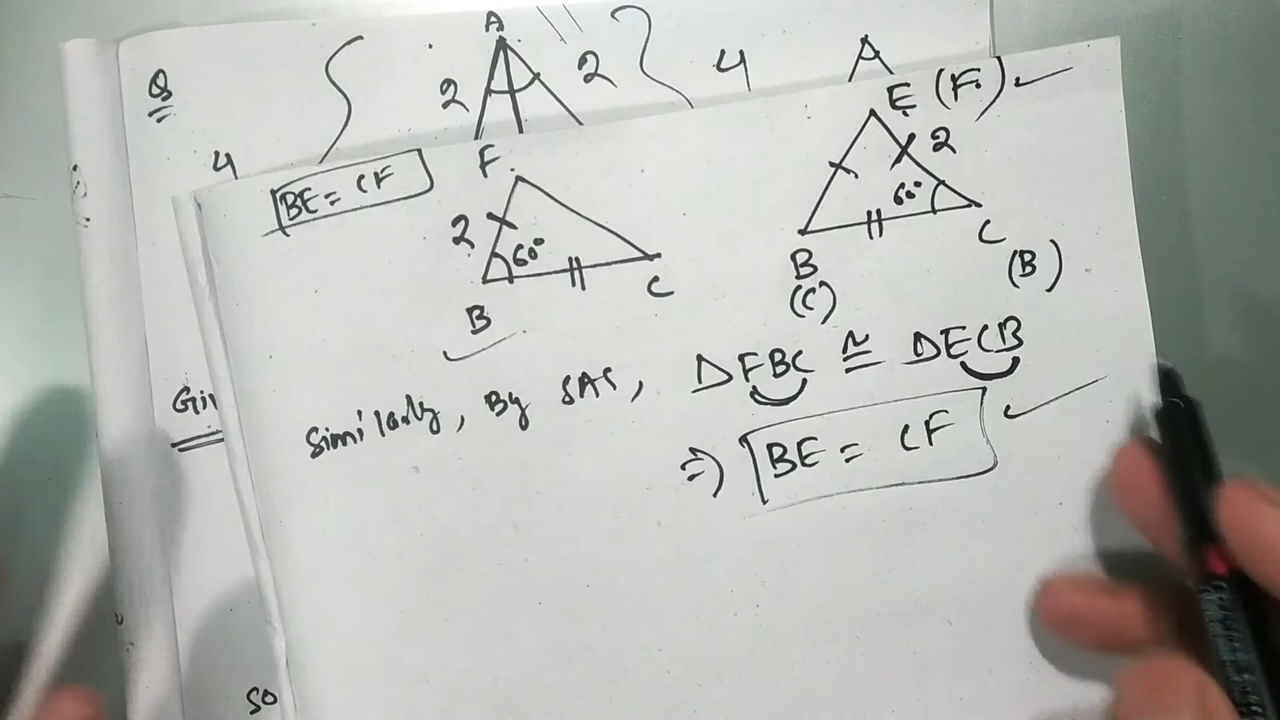 Q
A
2 2 4 A
4
BE = CF
F
2
60°
B C
E (F)
2
60°
B C
(C) (B)
Similarly, By SAS, ΔFBC ≅ ΔECB
⇒ BE = CF
Giv
so